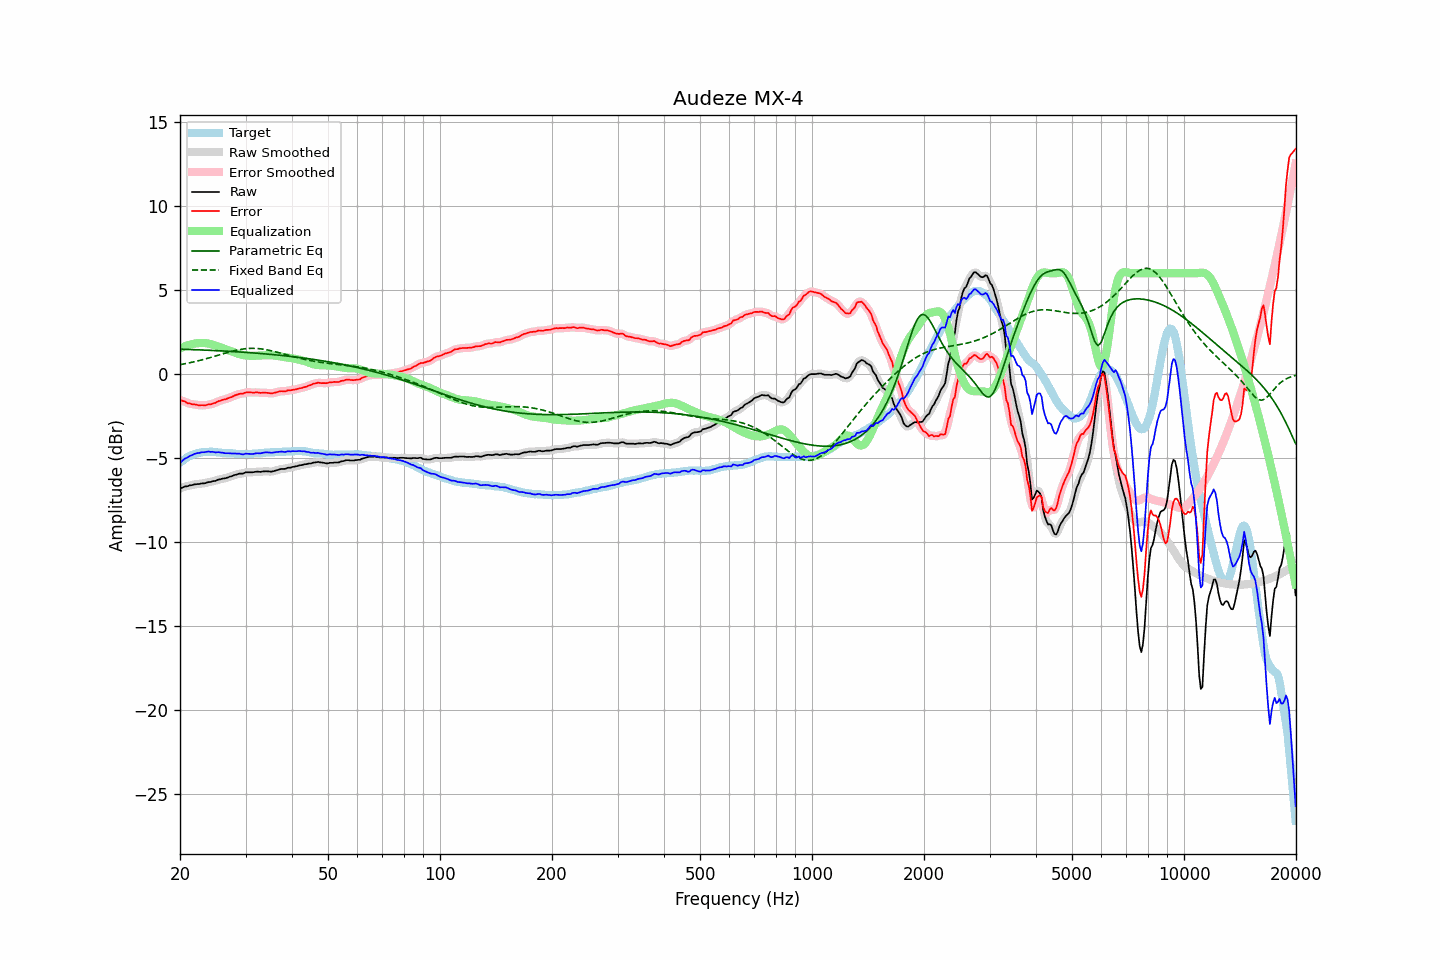 Audeze MX-4
15
10
5
0
−5
−10
−15
−20
−25
Amplitude (dBr)
Target
Raw Smoothed
Error Smoothed
Raw
Error
Equalization
Parametric Eq
Fixed Band Eq
Equalized
20 50 100 200 500 1000 2000 5000 10000 20000
Frequency (Hz)